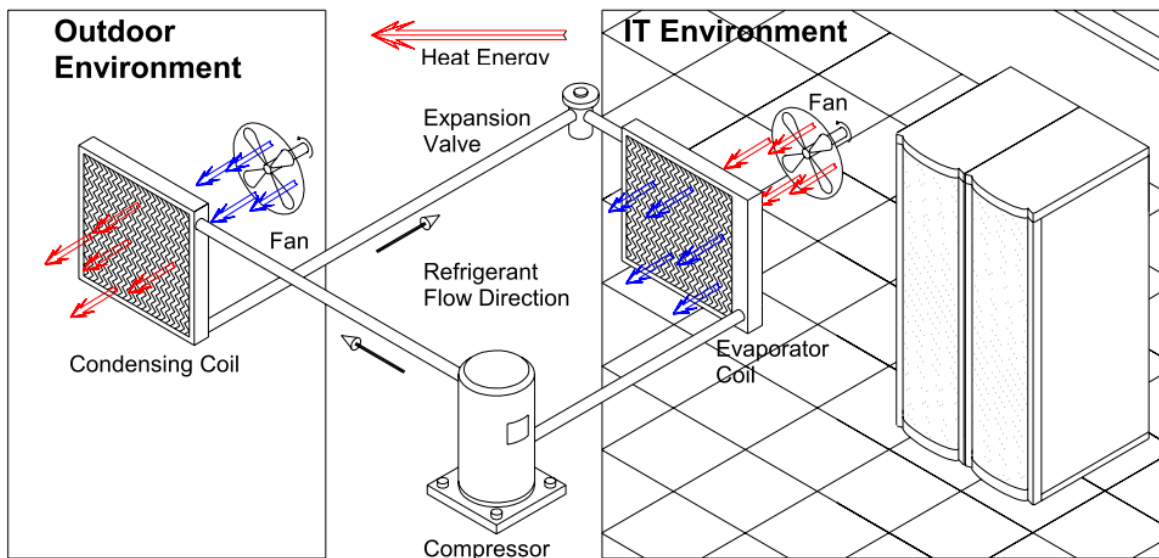 Outdoor
Environment
IT Environment
Heat Energy
Fan
Expansion
Valve
Fan
Refrigerant
Flow Direction
Condensing Coil
Evaporator
Coil
Compressor